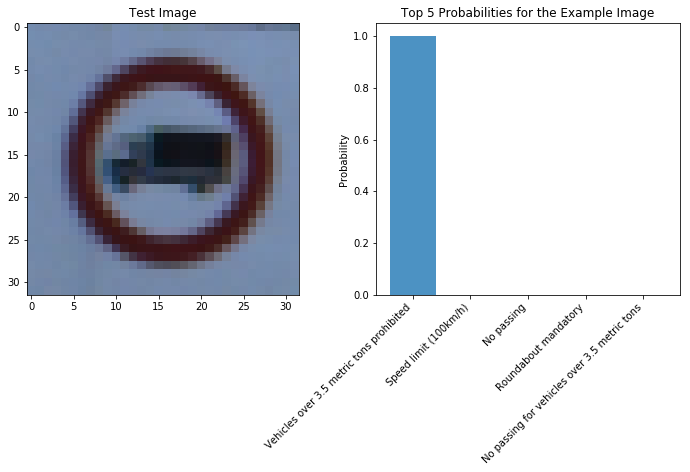 Test Image
0
5
10
15
20
25
30
0 5 10 15 20 25 30
Top 5 Probabilities for the Example Image
Probability
1.0
0.8
0.6
0.4
0.2
0.0
Vehicles over 3.5 metric tons prohibited
Speed limit (100km/h)
No passing
Roundabout mandatory
No passing for vehicles over 3.5 metric tons